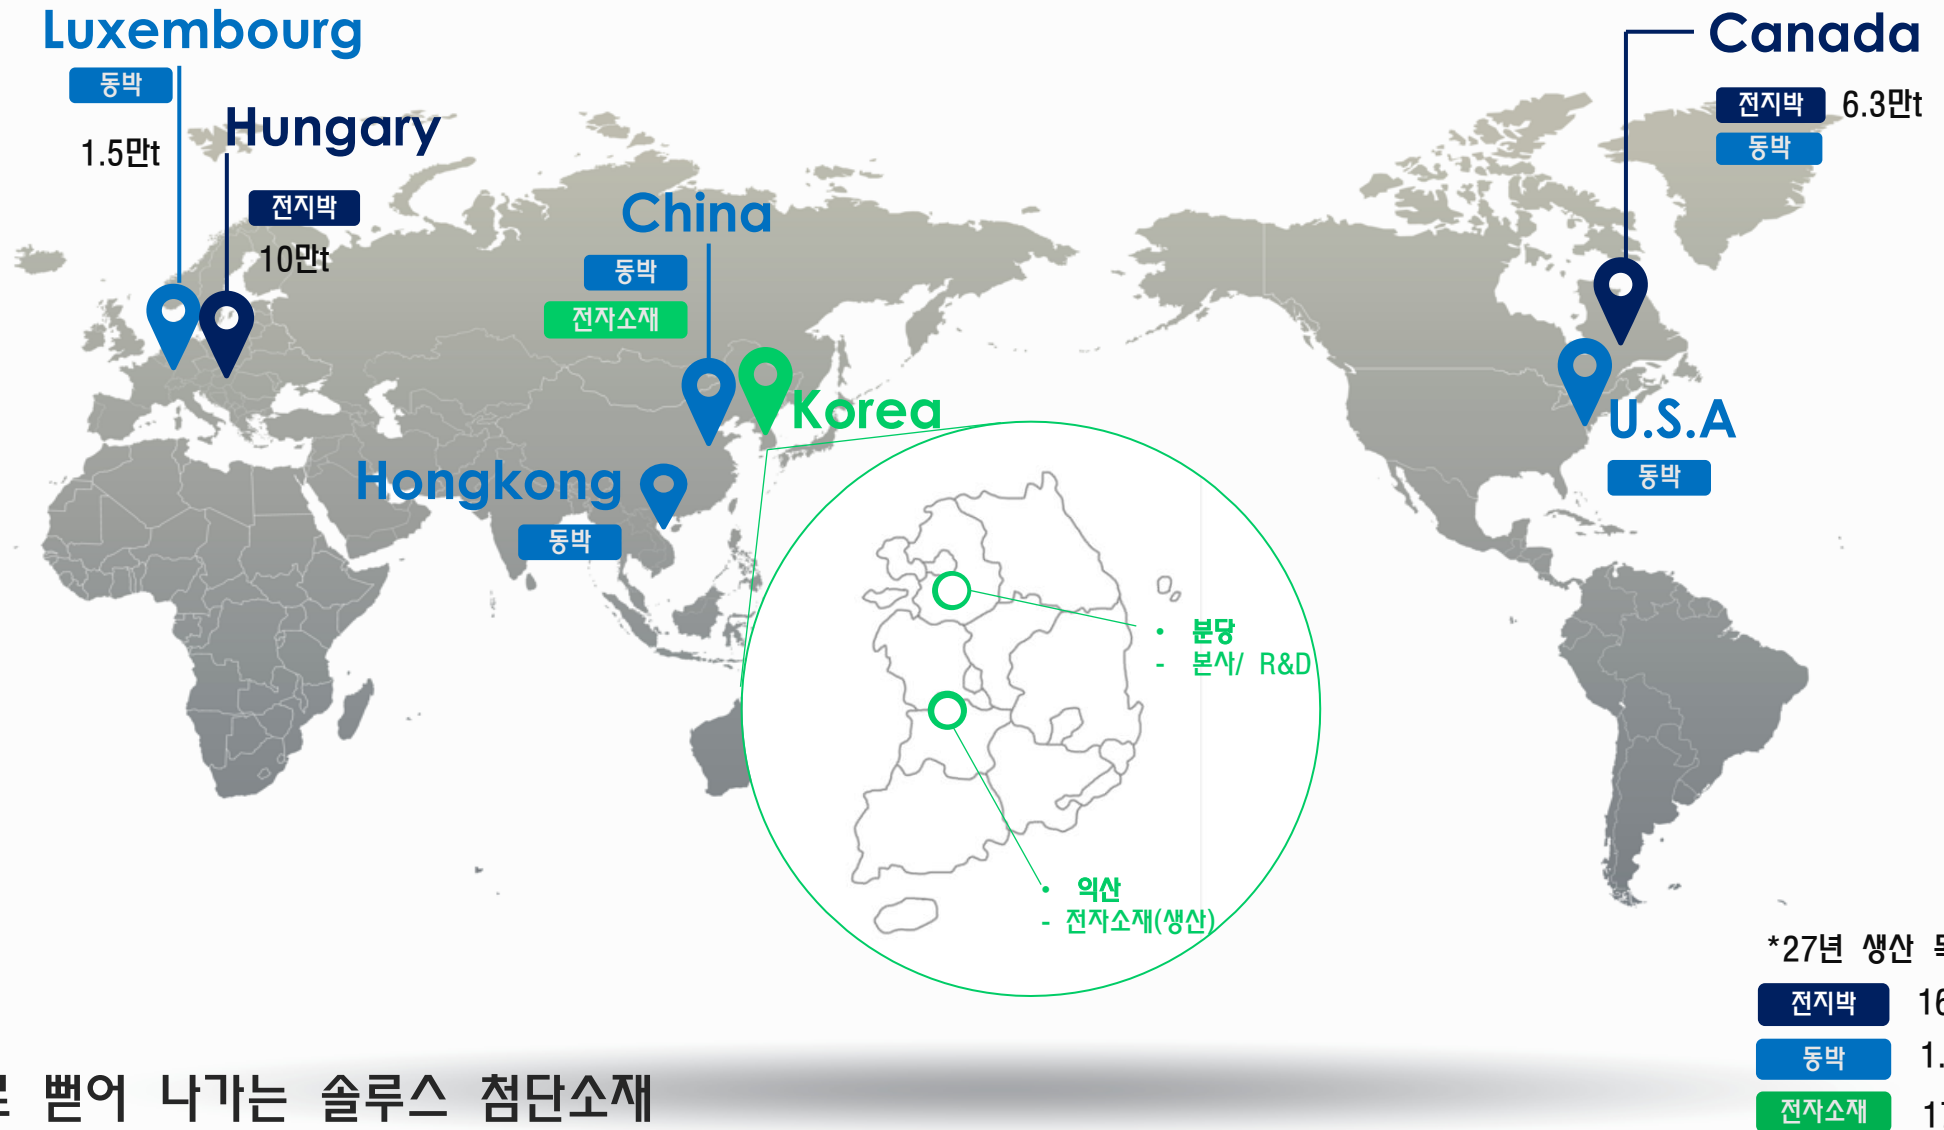 Luxembourg
동박
1.5만t
Hungary
전지박
10만t
China
동박
전자소재
Korea
Hongkong
동박
Canada
전지박 6.3만t
동박
U.S.A
동박
• 분당
- 본사/ R&D
• 익산
- 전자소재(생산)
*27년 생산
전지박 16
동박 1.
전자소재 17
뻗어 나가는 솔루스 첨단소재